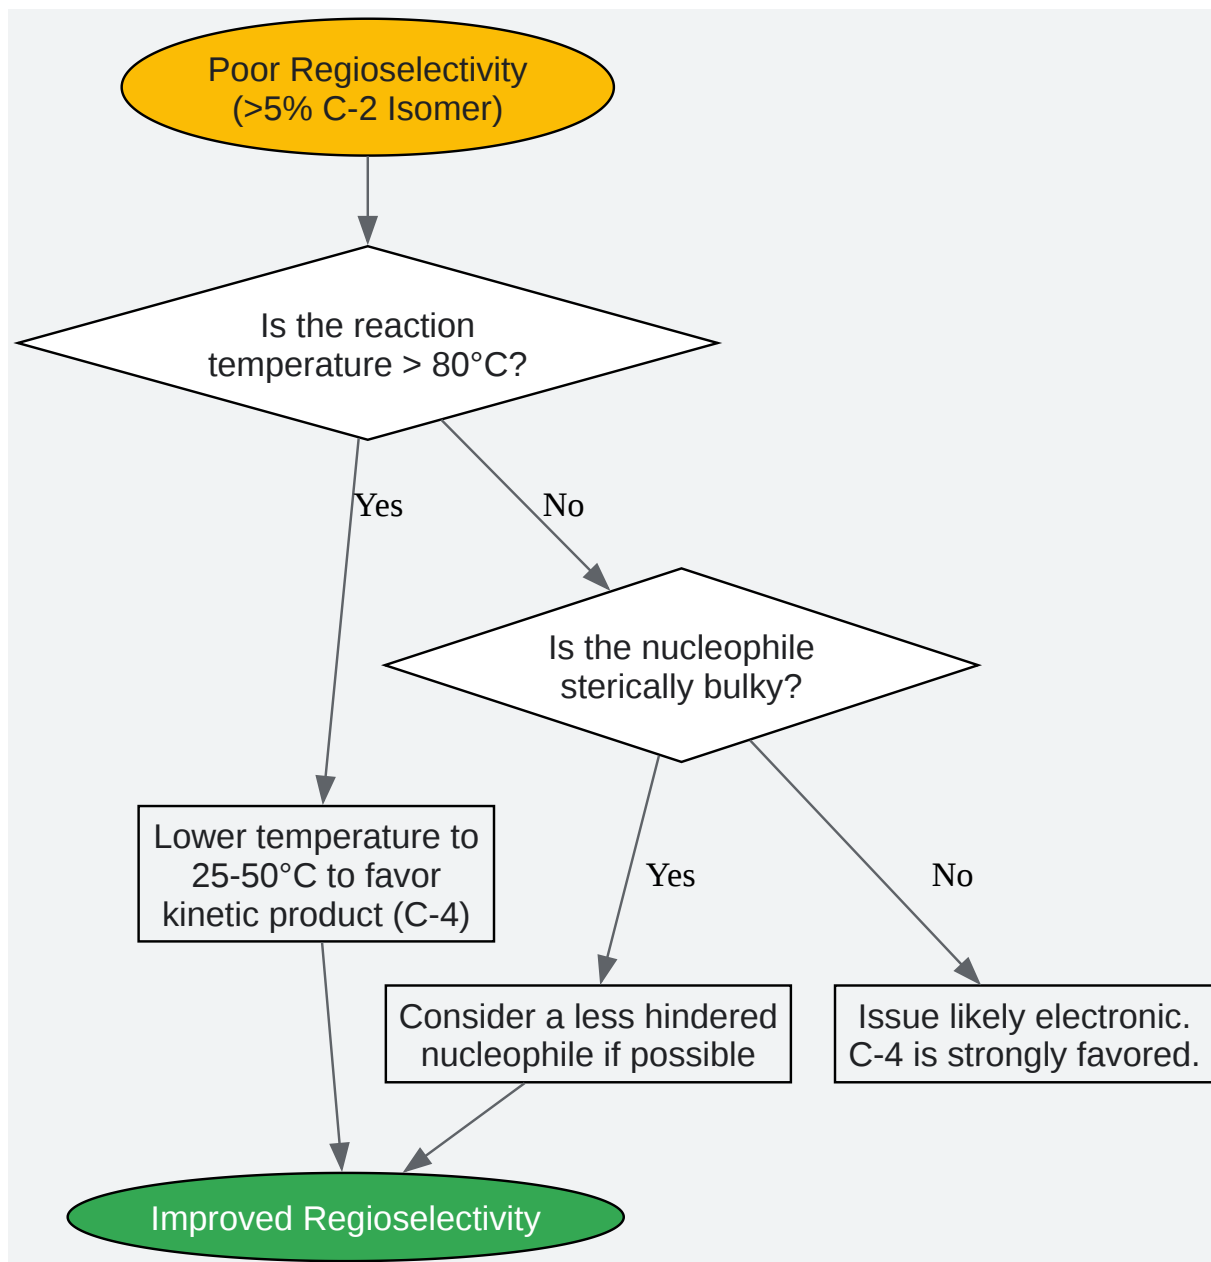 Poor Regioselectivity
(>5% C-2 Isomer)
Is the reaction
temperature > 80°C?
Yes
No
Is the nucleophile
sterically bulky?
Lower temperature to
25-50°C to favor
kinetic product (C-4)
Yes
No
Consider a less hindered
nucleophile if possible
Issue likely electronic.
C-4 is strongly favored.
Improved Regioselectivity